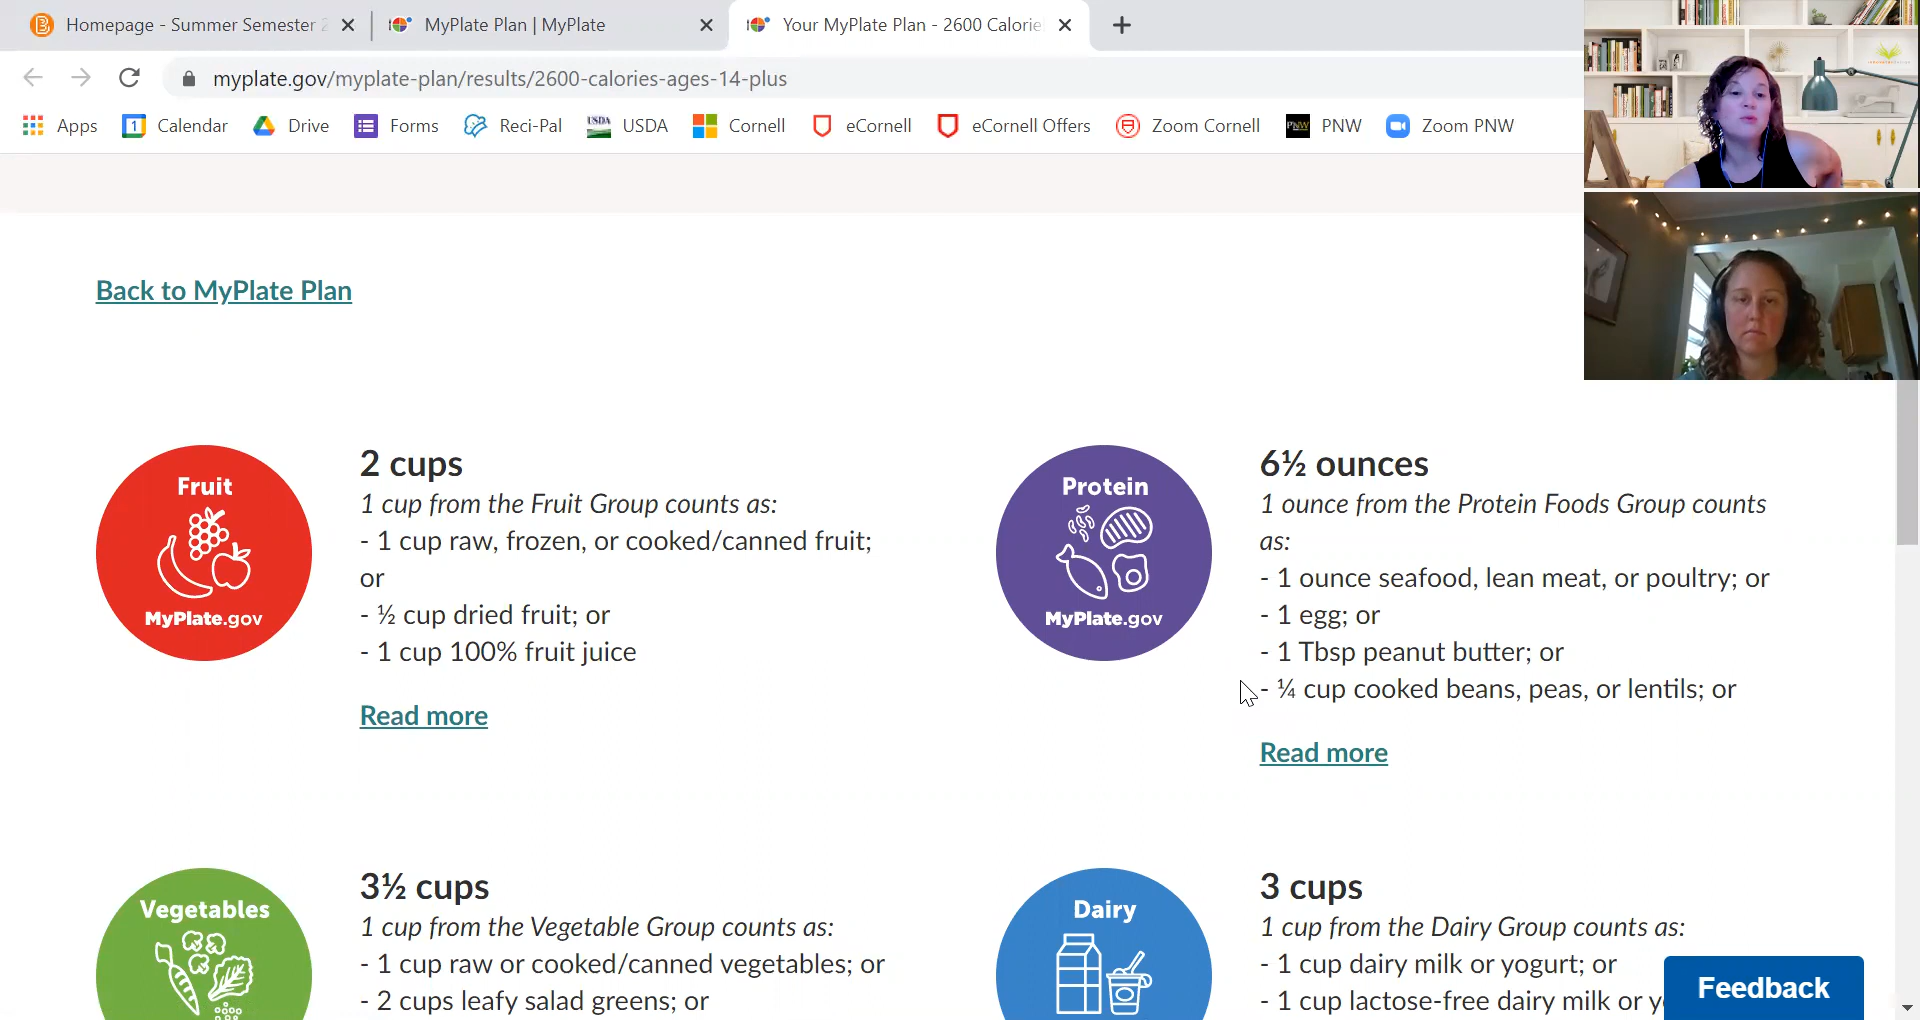 Homepage - Summer Semester 2
MyPlate Plan | MyPlate
Your MyPlate Plan - 2600 Calorie
myplate.gov/myplate-plan/results/2600-calories-ages-14-plus
Apps
1 Calendar
Drive
Forms
Reci-Pal
USDA USDA
Cornell
eCornell
eCornell Offers
Zoom Cornell
PNW PNW
Zoom PNW
Back to MyPlate Plan
Fruit
MyPlate.gov
2 cups
1 cup from the Fruit Group counts as:
- 1 cup raw, frozen, or cooked/canned fruit;
or
- ½ cup dried fruit; or
- 1 cup 100% fruit juice
Read more
Protein
MyPlate.gov
6½ ounces
1 ounce from the Protein Foods Group counts
as:
- 1 ounce seafood, lean meat, or poultry; or
- 1 egg; or
- 1 Tbsp peanut butter; or
- ¼ cup cooked beans, peas, or lentils; or
Read more
Vegetables
3½ cups
1 cup from the Vegetable Group counts as:
- 1 cup raw or cooked/canned vegetables; or
- 2 cups leafy salad greens; or
Dairy
3 cups
1 cup from the Dairy Group counts as:
- 1 cup dairy milk or yogurt; or
- 1 cup lactose-free dairy milk or y
Feedback